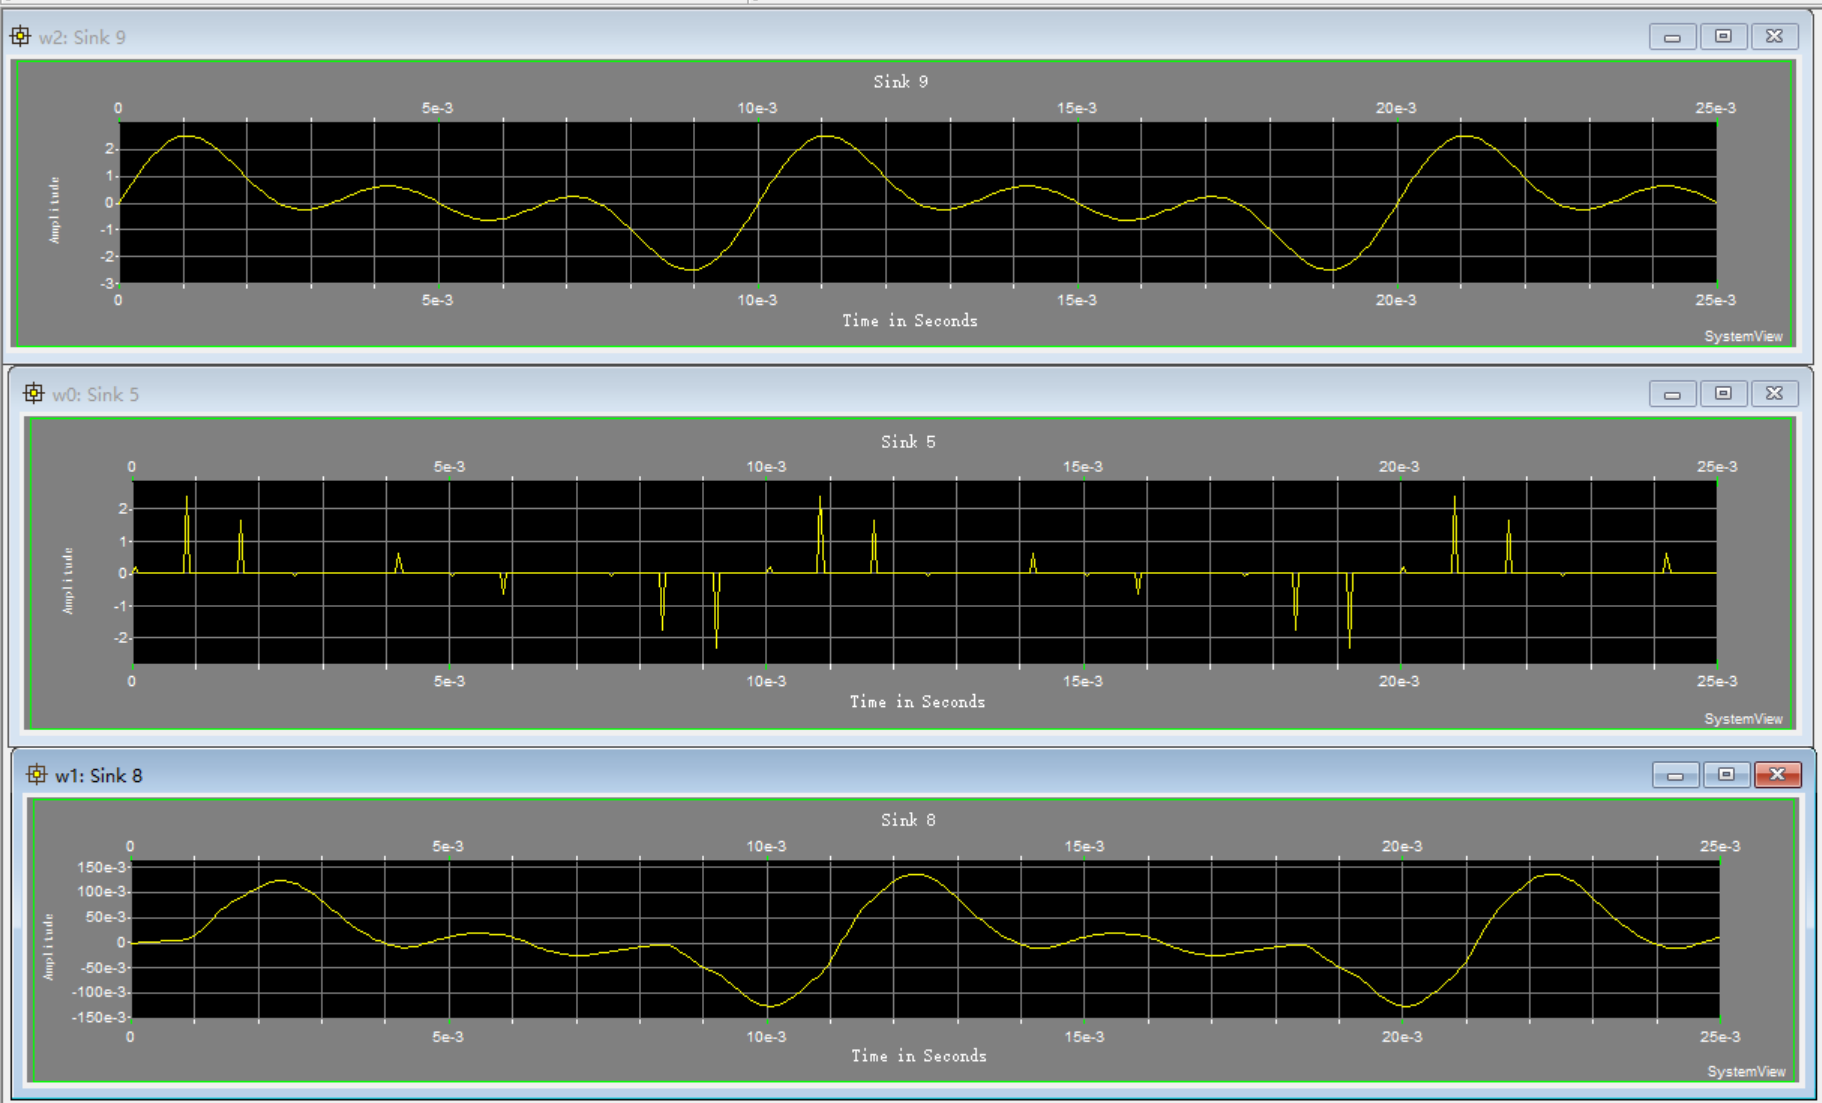 w2: Sink 9
Sink 9
0 5e-3 10e-3 15e-3 20e-3 25e-3
2
1
0
-1
-2
-3
Amplitude
0 5e-3 10e-3 15e-3 20e-3 25e-3
Time in Seconds
SystemView
w0: Sink 5
Sink 5
0 5e-3 10e-3 15e-3 20e-3 25e-3
2
1
0
-1
-2
Amplitude
0 5e-3 10e-3 15e-3 20e-3 25e-3
Time in Seconds
SystemView
w1: Sink 8
Sink 8
0 5e-3 10e-3 15e-3 20e-3 25e-3
150e-3
100e-3
50e-3
0
-50e-3
-100e-3
-150e-3
Amplitude
0 5e-3 10e-3 15e-3 20e-3 25e-3
Time in Seconds
SystemView